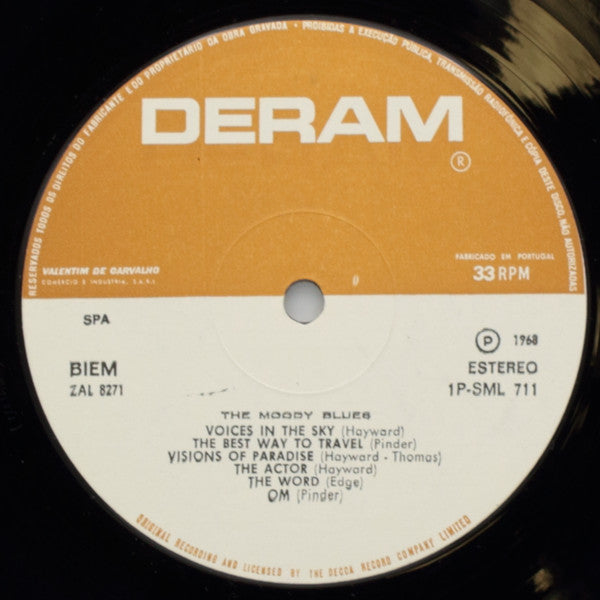 RESERVADOS TODOS OS DIREITOS DO FABRICANTE E DO PROPRIETARIO DA OBRA GRAVADA - PROIBIDAS A EXECUÇÃO PUBLICA, TRANSMISSÃO RADIOFÓNICA E CÓPIA DESTE DISCO, NÃO AUTORIZADAS
DERAM
®
VALENTIM DE CARVALHO
COMERCIO E INDUSTRIA, S.A.R.L.
FABRICADO EM PORTUGAL
33 RPM
SPA
BIEM
ZAL 8271
℗ 1968
ESTEREO
1P-SML 711
THE MOODY BLUES
VOICES IN THE SKY (Hayward)
THE BEST WAY TO TRAVEL (Pinder)
VISIONS OF PARADISE (Hayward - Thomas)
THE ACTOR (Hayward)
THE WORD (Edge)
OM (Pinder)
ORIGINAL RECORDING AND LICENSED BY THE DECCA RECORD COMPANY LIMITED